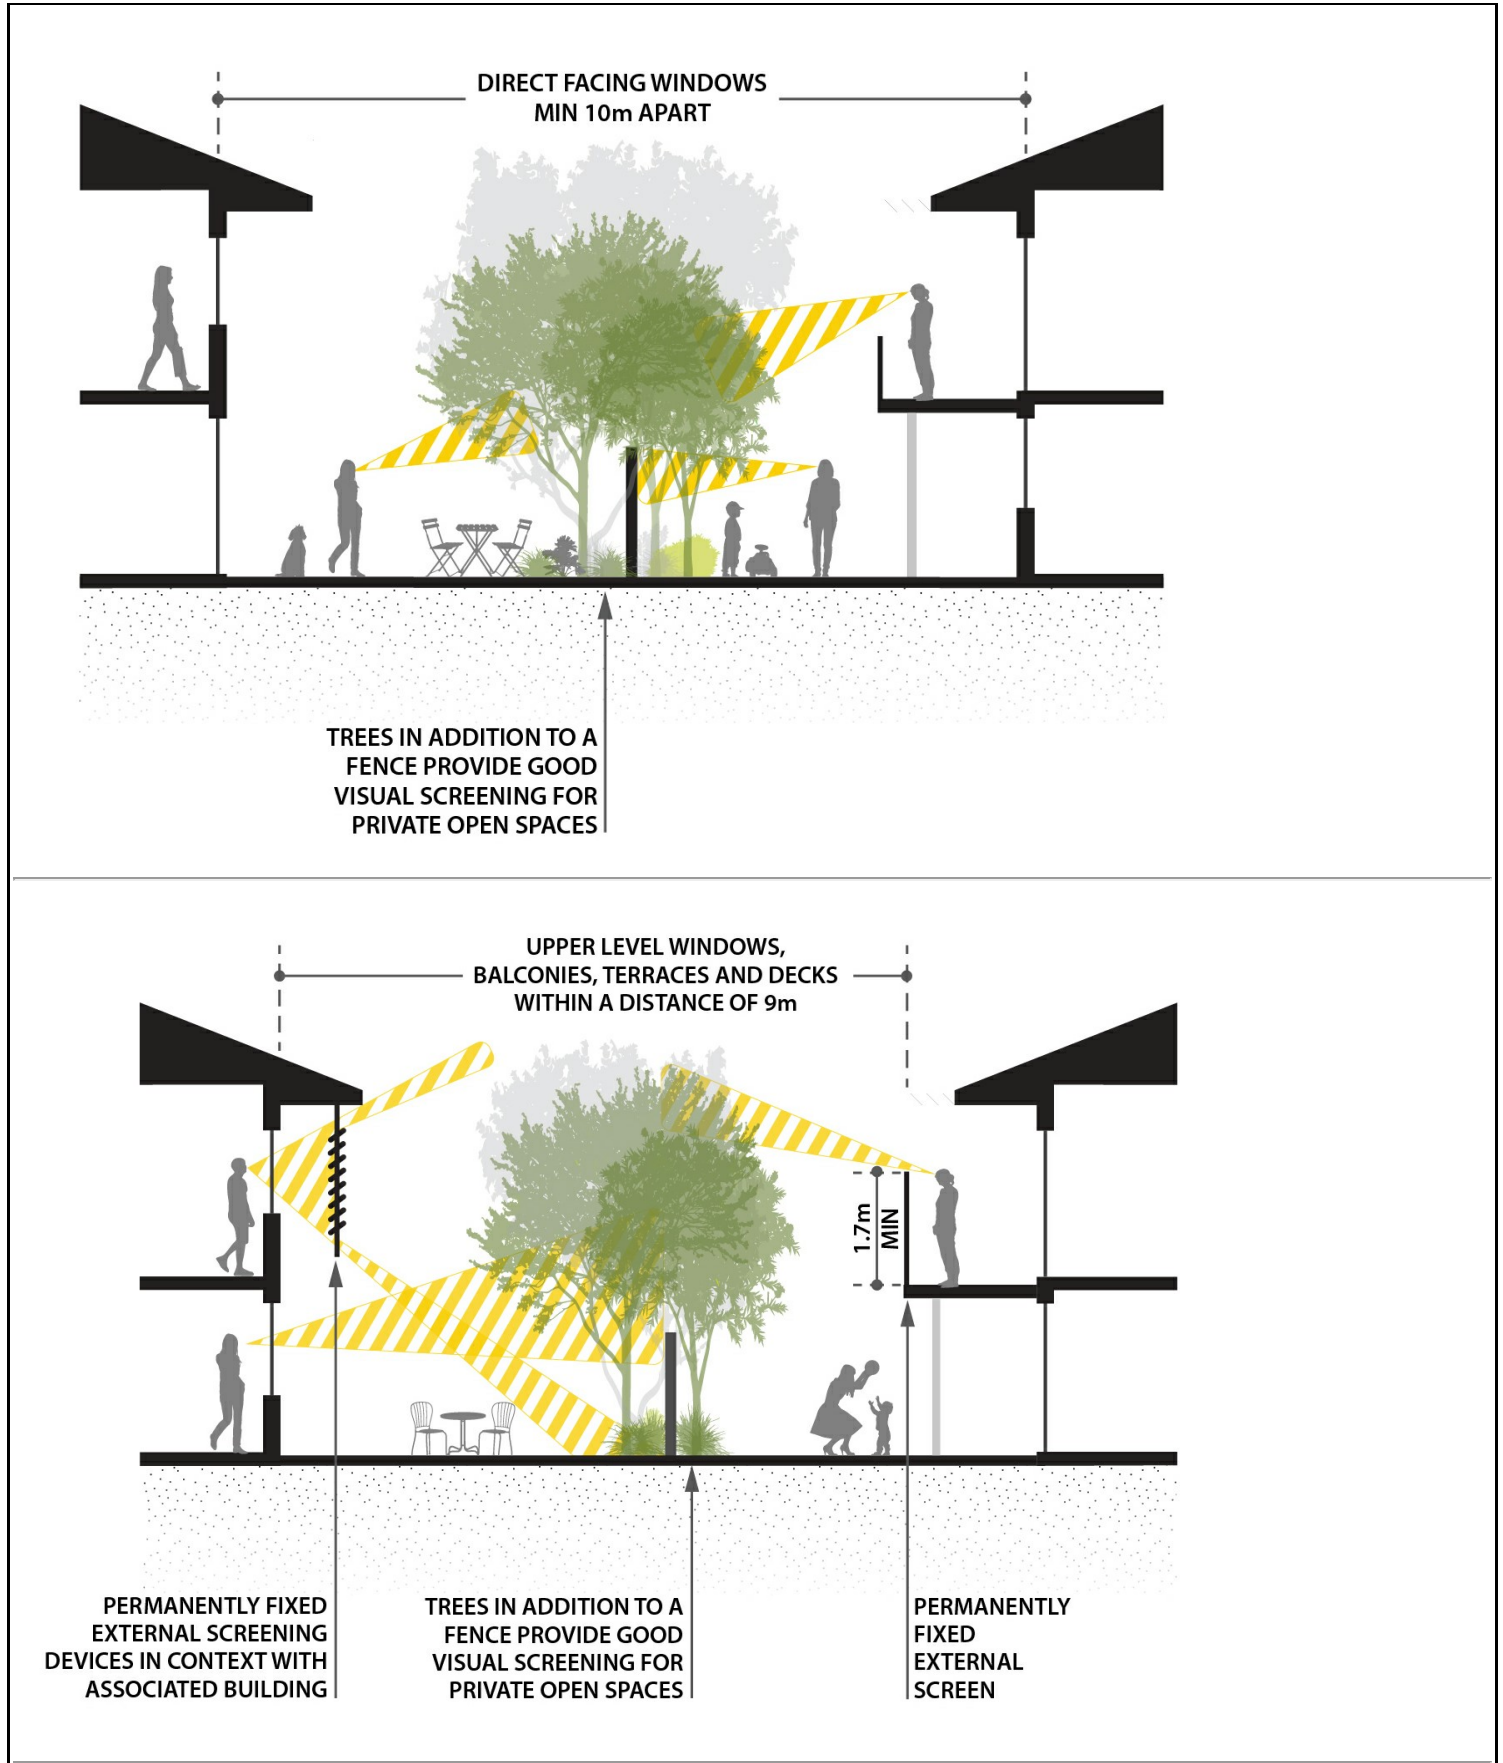 DIRECT FACING WINDOWS
MIN 10m APART
TREES IN ADDITION TO A
FENCE PROVIDE GOOD
VISUAL SCREENING FOR
PRIVATE OPEN SPACES
UPPER LEVEL WINDOWS,
BALCONIES, TERRACES AND DECKS
WITHIN A DISTANCE OF 9m
1.7m
MIN
PERMANENTLY FIXED
EXTERNAL SCREENING
DEVICES IN CONTEXT WITH
ASSOCIATED BUILDING
TREES IN ADDITION TO A
FENCE PROVIDE GOOD
VISUAL SCREENING FOR
PRIVATE OPEN SPACES
PERMANENTLY
FIXED
EXTERNAL
SCREEN